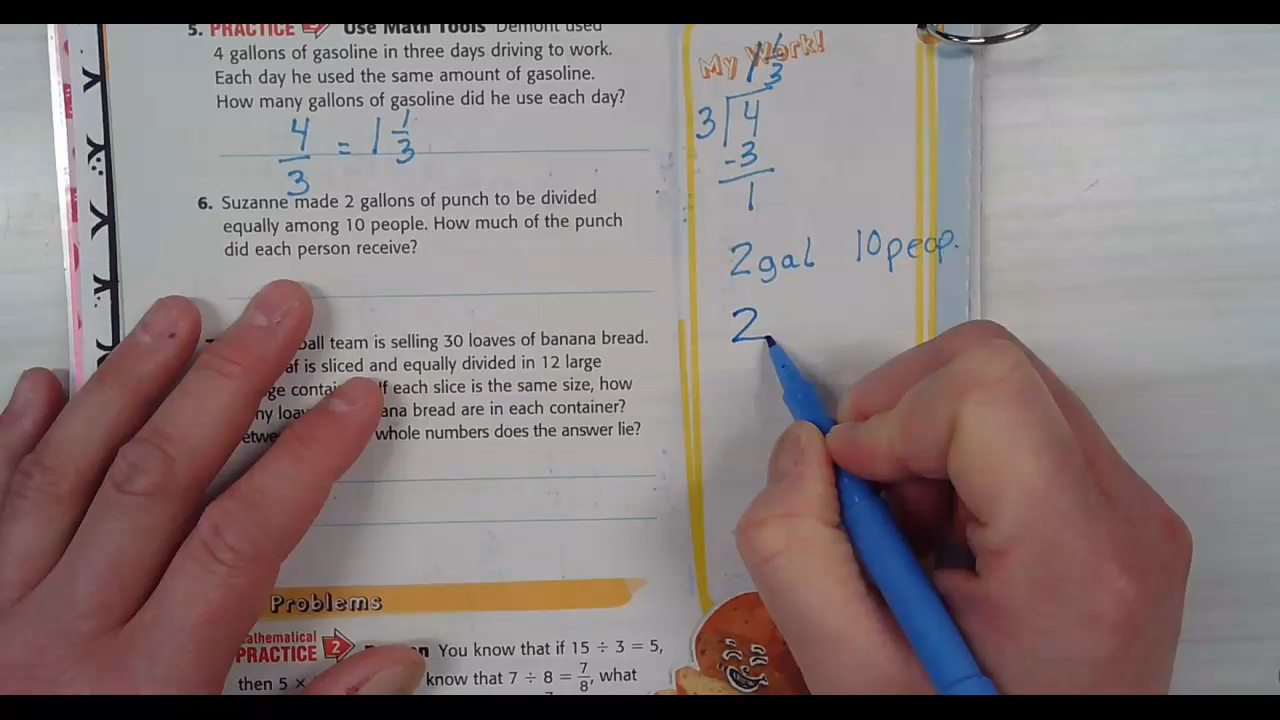 5. PRACTICE Use Math Tools Demont used
4 gallons of gasoline in three days driving to work.
Each day he used the same amount of gasoline.
How many gallons of gasoline did he use each day?
4/3 = 1 1/3
6. Suzanne made 2 gallons of punch to be divided
equally among 10 people. How much of the punch
did each person receive?
ball team is selling 30 loaves of banana bread.
is sliced and equally divided in 12 large
If each slice is the same size, how
bread are in each container?
whole numbers does the answer lie?
Problems
Mathematical
PRACTICE 2 You know that if 15 ÷ 3 = 5,
then 5 × know that 7 ÷ 8 = 7/8, what
My Work!
1 1/3
3 4
-3
1
2gal 10peop.
2